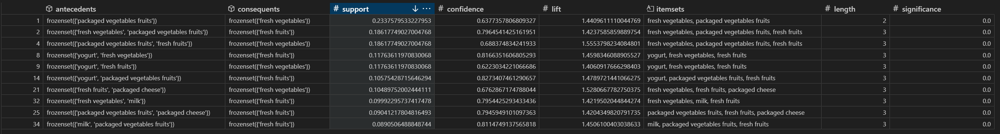 antecedents consequents support ... confidence lift itemsets length significance
1 frozenset({'packaged vegetables fruits'}) frozenset({'fresh vegetables'}) 0.2337579533227953 0.6377357806809327 1.4409611110044769 fresh vegetables, packaged vegetables fruits 2 0.0
2 frozenset({'fresh vegetables', 'packaged vegetables fruits'}) frozenset({'fresh fruits'}) 0.18617749027004768 0.7964541425161951 1.4237585859889754 fresh vegetables, packaged vegetables fruits, fresh fruits 3 0.0
4 frozenset({'packaged vegetables fruits', 'fresh fruits'}) frozenset({'fresh vegetables'}) 0.18617749027004768 0.688374834241933 1.5553798234084801 fresh vegetables, packaged vegetables fruits, fresh fruits 3 0.0
8 frozenset({'yogurt', 'fresh vegetables'}) frozenset({'fresh fruits'}) 0.11763611970830068 0.8166351606805293 1.4598346088905527 yogurt, fresh vegetables, fresh fruits 3 0.0
9 frozenset({'yogurt', 'fresh fruits'}) frozenset({'fresh vegetables'}) 0.11763611970830068 0.6223034221066686 1.4060917666298403 yogurt, fresh vegetables, fresh fruits 3 0.0
14 frozenset({'yogurt', 'packaged vegetables fruits'}) frozenset({'fresh fruits'}) 0.10575428715646294 0.8273407461290657 1.4789721441066275 yogurt, packaged vegetables fruits, fresh fruits 3 0.0
21 frozenset({'fresh fruits', 'packaged cheese'}) frozenset({'fresh vegetables'}) 0.10489752002444111 0.6762867174788044 1.5280667782750375 fresh vegetables, fresh fruits, packaged cheese 3 0.0
32 frozenset({'fresh vegetables', 'milk'}) frozenset({'fresh fruits'}) 0.09992295737417478 0.7954425293433436 1.4219502044844274 fresh vegetables, milk, fresh fruits 3 0.0
25 frozenset({'packaged vegetables fruits', 'packaged cheese'}) frozenset({'fresh fruits'}) 0.09041217804816493 0.7945949101097363 1.4204349820791735 packaged vegetables fruits, fresh fruits, packaged cheese 3 0.0
34 frozenset({'milk', 'packaged vegetables fruits'}) frozenset({'fresh fruits'}) 0.0890506488848744 0.8114749137565818 1.4506100403038633 milk, packaged vegetables fruits, fresh fruits 3 0.0